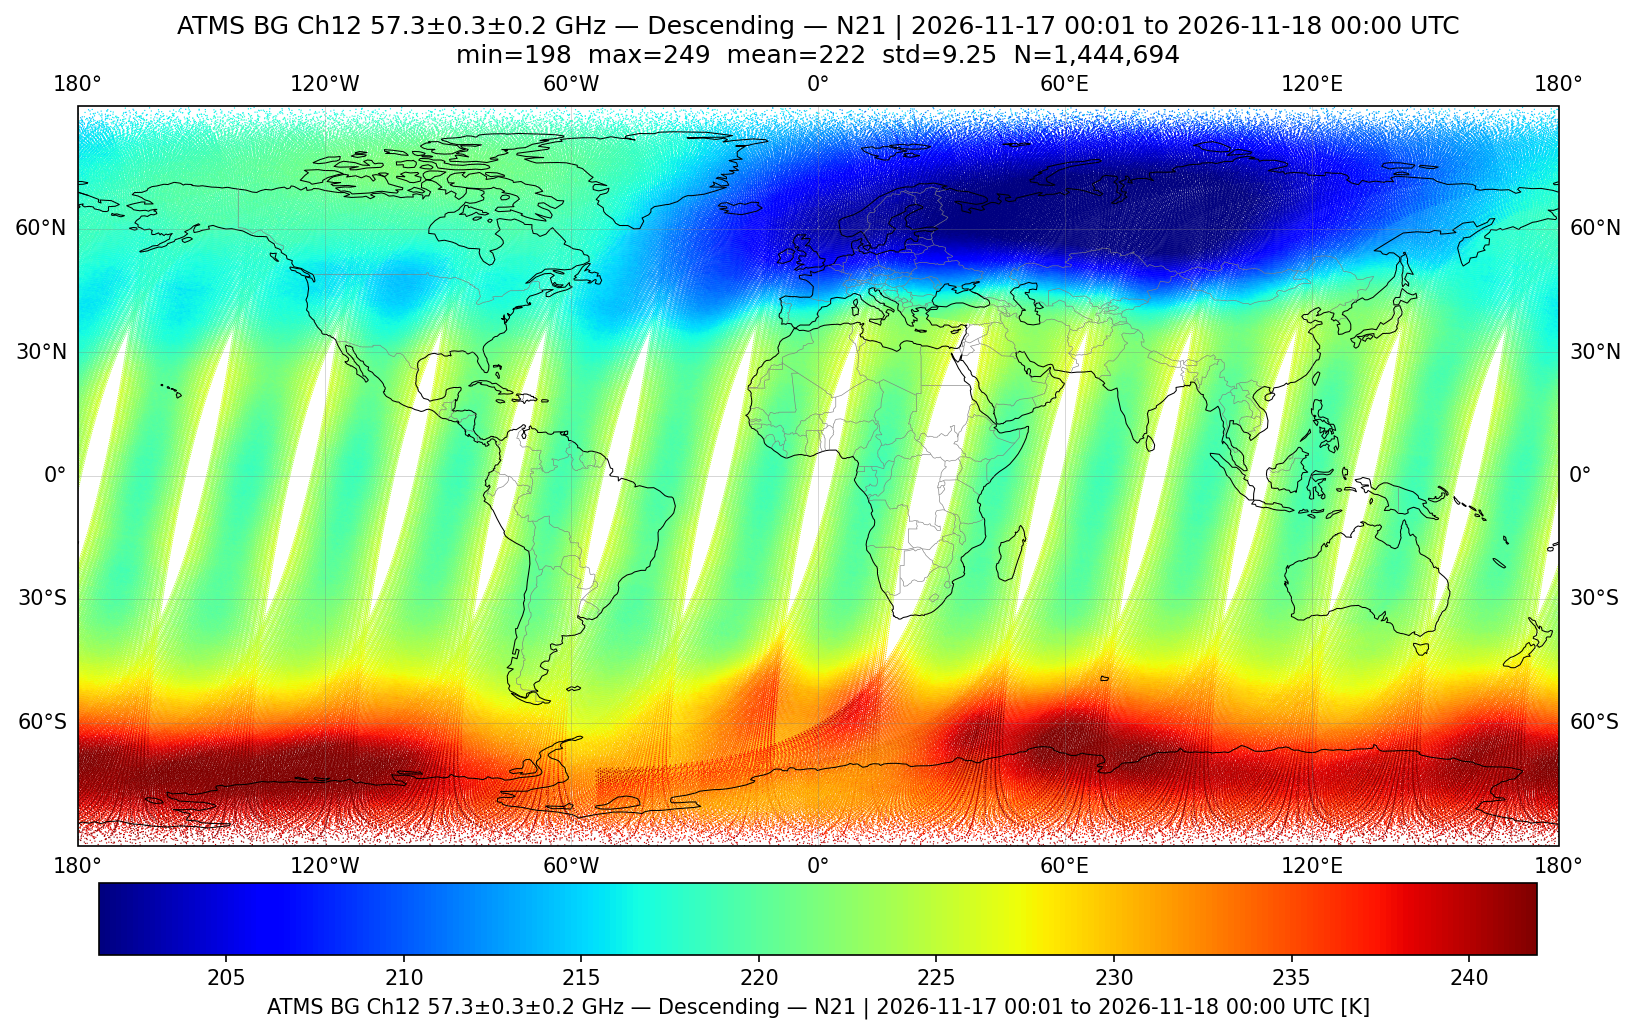 ATMS BG Ch12 57.3±0.3±0.2 GHz — Descending — N21 | 2026-11-17 00:01 to 2026-11-18 00:00 UTC
min=198 max=249 mean=222 std=9.25 N=1,444,694
180° 120°W 60°W 0° 60°E 120°E 180°
60°N 60°N
30°N 30°N
0° 0°
30°S 30°S
60°S 60°S
180° 120°W 60°W 0° 60°E 120°E 180°
205 210 215 220 225 230 235 240
ATMS BG Ch12 57.3±0.3±0.2 GHz — Descending — N21 | 2026-11-17 00:01 to 2026-11-18 00:00 UTC [K]